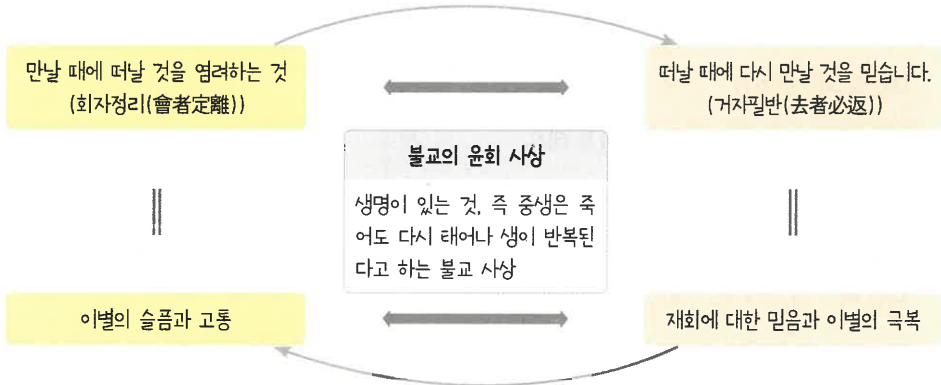 만날 때에 떠날 것을 염려하는 것
(회자정리(會者定離))
떠날 때에 다시 만날 것을 믿습니다.
(거자필반(去者必返))
불교의 윤회 사상
생명이 있는 것, 즉 중생은 죽
어도 다시 태어나 생이 반복된
다고 하는 불교 사상
이별의 슬픔과 고통
재회에 대한 믿음과 이별의 극복